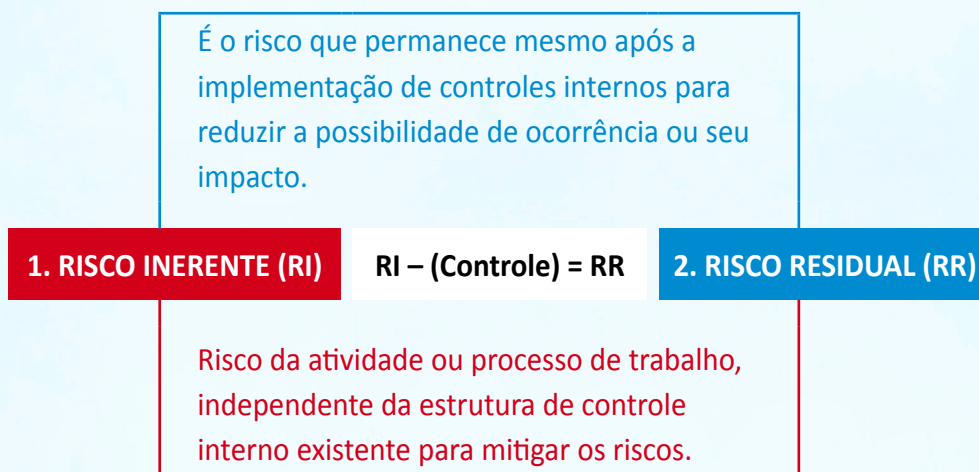 É o risco que permanece mesmo após a
implementação de controles internos para
reduzir a possibilidade de ocorrência ou seu
impacto.
1. RISCO INERENTE (RI)
RI – (Controle) = RR
2. RISCO RESIDUAL (RR)
Risco da atividade ou processo de trabalho,
independente da estrutura de controle
interno existente para mitigar os riscos.